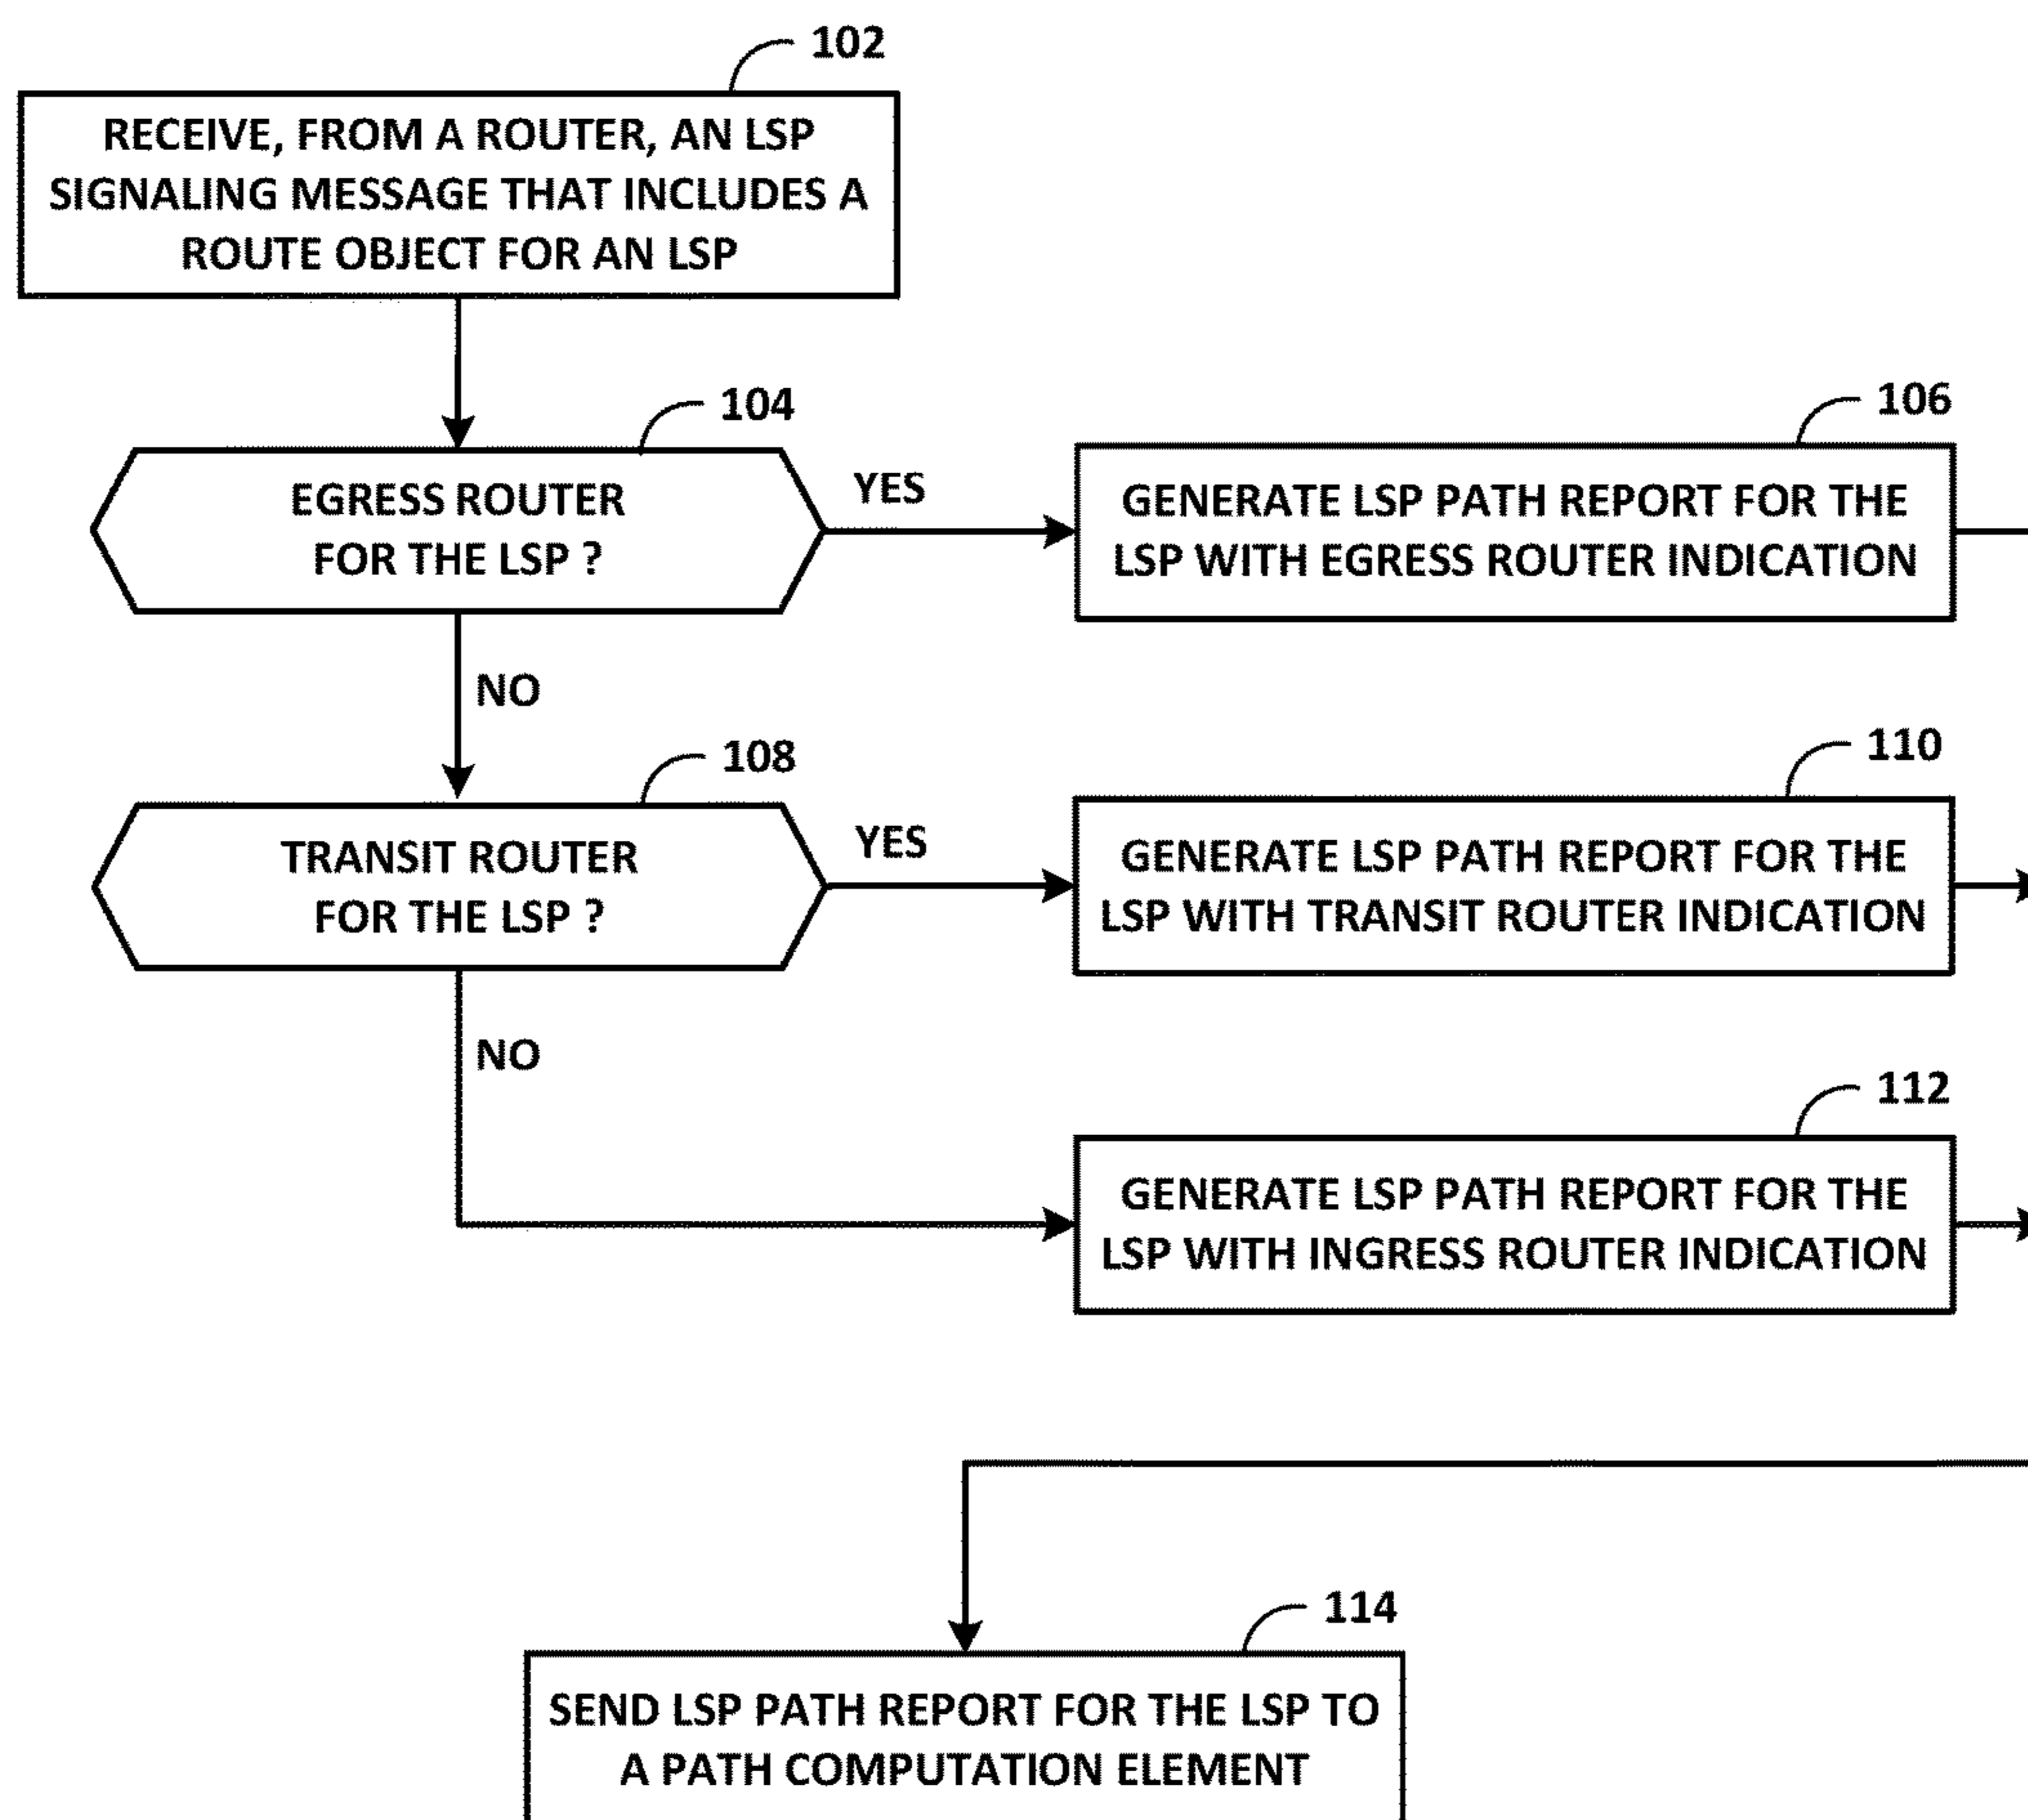 102
RECEIVE, FROM A ROUTER, AN LSP
SIGNALING MESSAGE THAT INCLUDES A
ROUTE OBJECT FOR AN LSP
104
EGRESS ROUTER
FOR THE LSP ?
YES
106
GENERATE LSP PATH REPORT FOR THE
LSP WITH EGRESS ROUTER INDICATION
NO
108
TRANSIT ROUTER
FOR THE LSP ?
YES
110
GENERATE LSP PATH REPORT FOR THE
LSP WITH TRANSIT ROUTER INDICATION
NO
112
GENERATE LSP PATH REPORT FOR THE
LSP WITH INGRESS ROUTER INDICATION
114
SEND LSP PATH REPORT FOR THE LSP TO
A PATH COMPUTATION ELEMENT